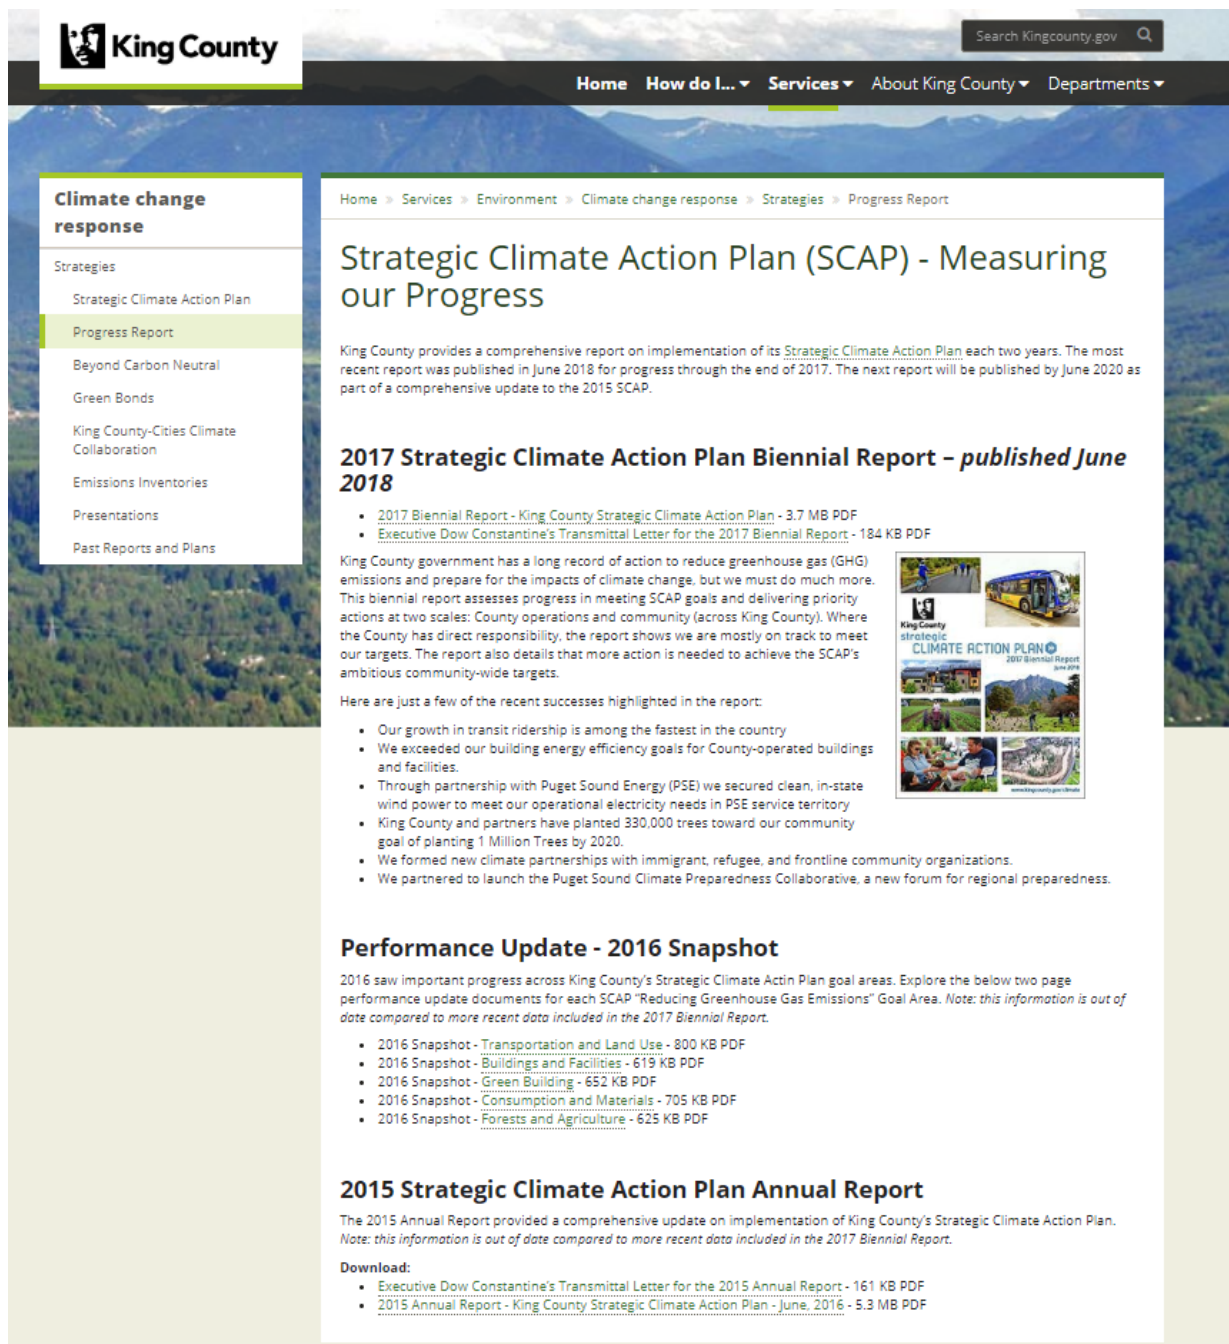 King County
Search Kingcounty.gov
Home How do I... Services About King County Departments
Climate change
response
Strategies
Strategic Climate Action Plan
Progress Report
Beyond Carbon Neutral
Green Bonds
King County-Cities Climate
Collaboration
Emissions Inventories
Presentations
Past Reports and Plans
Home » Services » Environment » Climate change response » Strategies » Progress Report
Strategic Climate Action Plan (SCAP) - Measuring
our Progress
King County provides a comprehensive report on implementation of its Strategic Climate Action Plan each two years. The most
recent report was published in June 2018 for progress through the end of 2017. The next report will be published by June 2020 as
part of a comprehensive update to the 2015 SCAP.
2017 Strategic Climate Action Plan Biennial Report – published June
2018
• 2017 Biennial Report - King County Strategic Climate Action Plan - 3.7 MB PDF
• Executive Dow Constantine's Transmittal Letter for the 2017 Biennial Report - 184 KB PDF
King County government has a long record of action to reduce greenhouse gas (GHG)
emissions and prepare for the impacts of climate change, but we must do much more.
This biennial report assesses progress in meeting SCAP goals and delivering priority
actions at two scales: County operations and community (across King County). Where
the County has direct responsibility, the report shows we are mostly on track to meet
our targets. The report also details that more action is needed to achieve the SCAP's
ambitious community-wide targets.
King County
strategic
CLIMATE ACTION PLAN
2017 Biennial Report
June 2018
www.kingcounty.gov/climate
Here are just a few of the recent successes highlighted in the report:
• Our growth in transit ridership is among the fastest in the country
• We exceeded our building energy efficiency goals for County-operated buildings
and facilities.
• Through partnership with Puget Sound Energy (PSE) we secured clean, in-state
wind power to meet our operational electricity needs in PSE service territory
• King County and partners have planted 330,000 trees toward our community
goal of planting 1 Million Trees by 2020.
• We formed new climate partnerships with immigrant, refugee, and frontline community organizations.
• We partnered to launch the Puget Sound Climate Preparedness Collaborative, a new forum for regional preparedness.
Performance Update - 2016 Snapshot
2016 saw important progress across King County's Strategic Climate Actin Plan goal areas. Explore the below two page
performance update documents for each SCAP "Reducing Greenhouse Gas Emissions" Goal Area. Note: this information is out of
date compared to more recent data included in the 2017 Biennial Report.
• 2016 Snapshot - Transportation and Land Use - 800 KB PDF
• 2016 Snapshot - Buildings and Facilities - 619 KB PDF
• 2016 Snapshot - Green Building - 652 KB PDF
• 2016 Snapshot - Consumption and Materials - 705 KB PDF
• 2016 Snapshot - Forests and Agriculture - 625 KB PDF
2015 Strategic Climate Action Plan Annual Report
The 2015 Annual Report provided a comprehensive update on implementation of King County's Strategic Climate Action Plan.
Note: this information is out of date compared to more recent data included in the 2017 Biennial Report.
Download:
• Executive Dow Constantine's Transmittal Letter for the 2015 Annual Report - 161 KB PDF
• 2015 Annual Report - King County Strategic Climate Action Plan - June, 2016 - 5.3 MB PDF